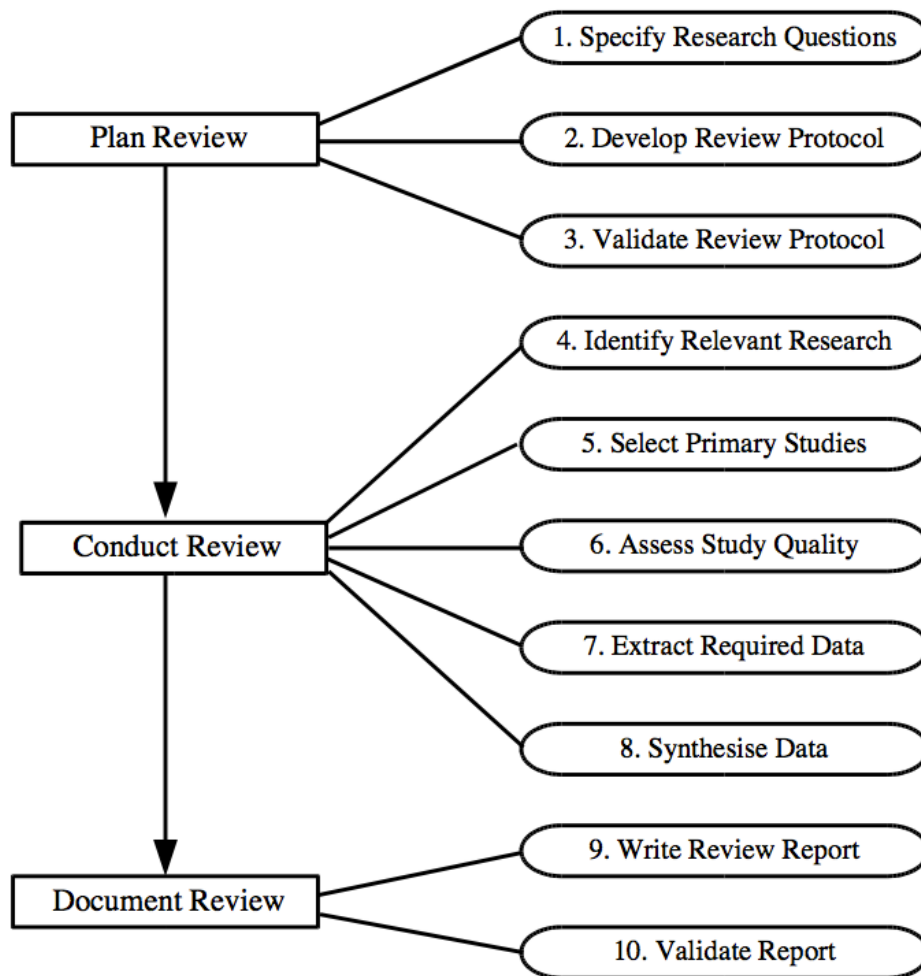 1. Specify Research Questions
Plan Review
2. Develop Review Protocol
3. Validate Review Protocol
4. Identify Relevant Research
5. Select Primary Studies
Conduct Review
6. Assess Study Quality
7. Extract Required Data
8. Synthesise Data
9. Write Review Report
Document Review
10. Validate Report